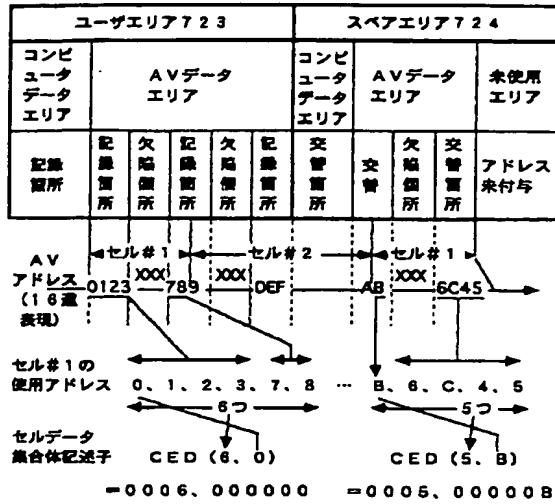 ユーザエリア７２３
スペアエリア７２４
コンピュータデータエリア
ＡＶデータエリア
コンピュータデータエリア
ＡＶデータエリア
未使用エリア
記録箇所
記録箇所
欠陥個所
記録箇所
欠陥個所
記録箇所
交替箇所
交替
欠陥個所
交替箇所
アドレス未付与
セル＃１
セル＃２
セル＃１
ＡＶアドレス（１６進表現）
0123
XXX
789
XXX
DEF
AB
XXX
6C45
セル＃１の使用アドレス
０、１、２、３、７、８ … Ｂ、６、Ｃ、４、５
６つ
５つ
セルデータ集合体記述子
ＣＥＤ（６、０）
ＣＥＤ（５、Ｂ）
＝０００６、００００００
＝０００５、０００００Ｂ